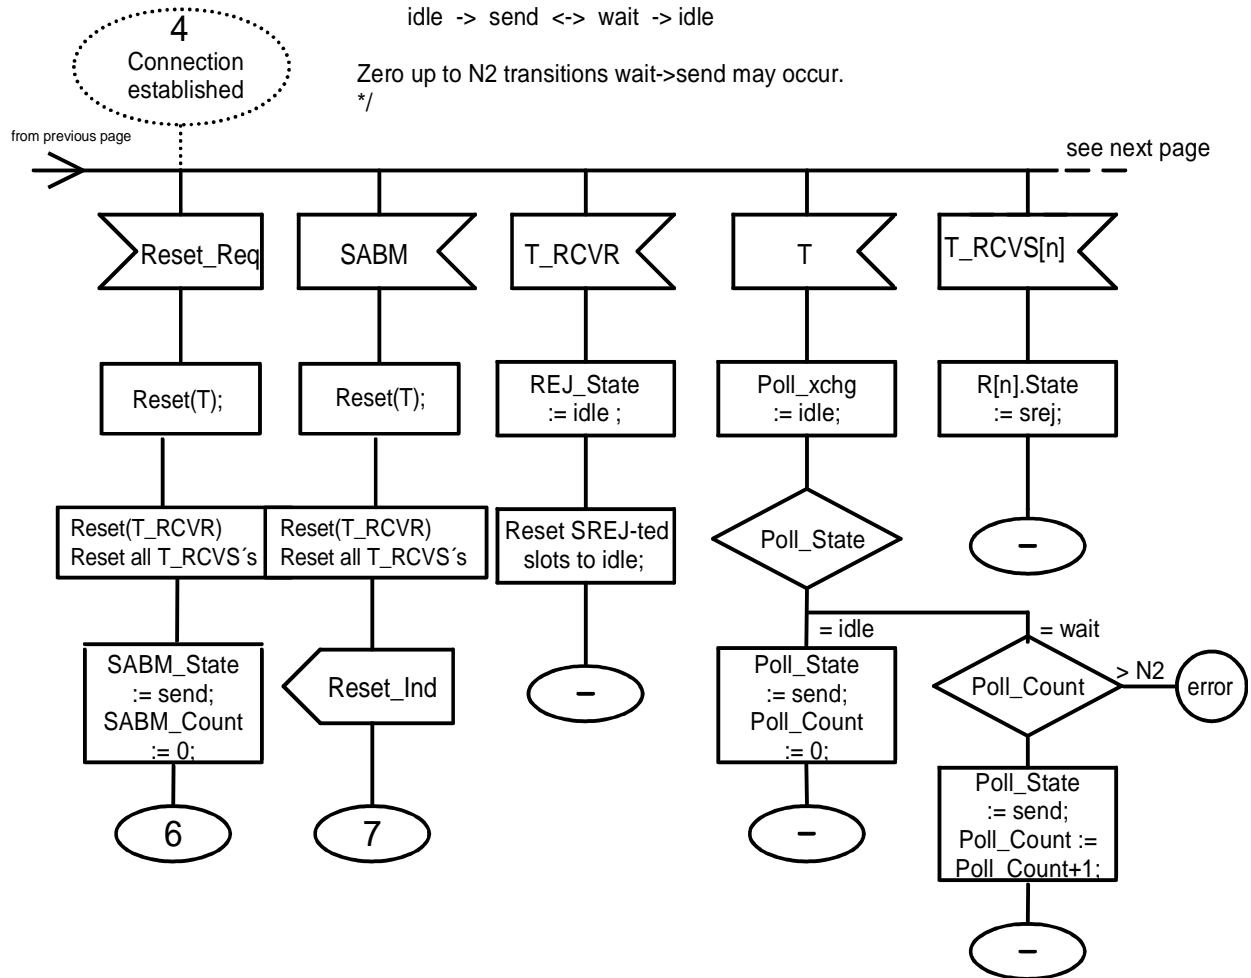 idle -> send <-> wait -> idle
4
Connection
established
Zero up to N2 transitions wait->send may occur.
*/
from previous page
see next page
Reset_Req
SABM
T_RCVR
T
T_RCVS[n]
Reset(T);
Reset(T);
REJ_State
:= idle ;
Poll_xchg
:= idle;
R[n].State
:= srej;
Reset(T_RCVR)
Reset all T_RCVS´s
Reset(T_RCVR)
Reset all T_RCVS´s
Reset SREJ-ted
slots to idle;
Poll_State
–
= idle
= wait
SABM_State
:= send;
SABM_Count
:= 0;
Reset_Ind
–
Poll_State
:= send;
Poll_Count
:= 0;
Poll_Count
> N2
error
6
7
–
Poll_State
:= send;
Poll_Count :=
Poll_Count+1;
–